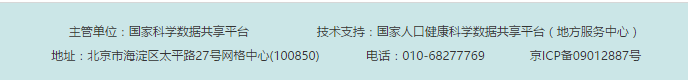 主管单位：国家科学数据共享平台 技术支持：国家人口健康科学数据共享平台（地方服务中心）
地址：北京市海淀区太平路27号网格中心(100850) 电话：010-68277769 京ICP备09012887号